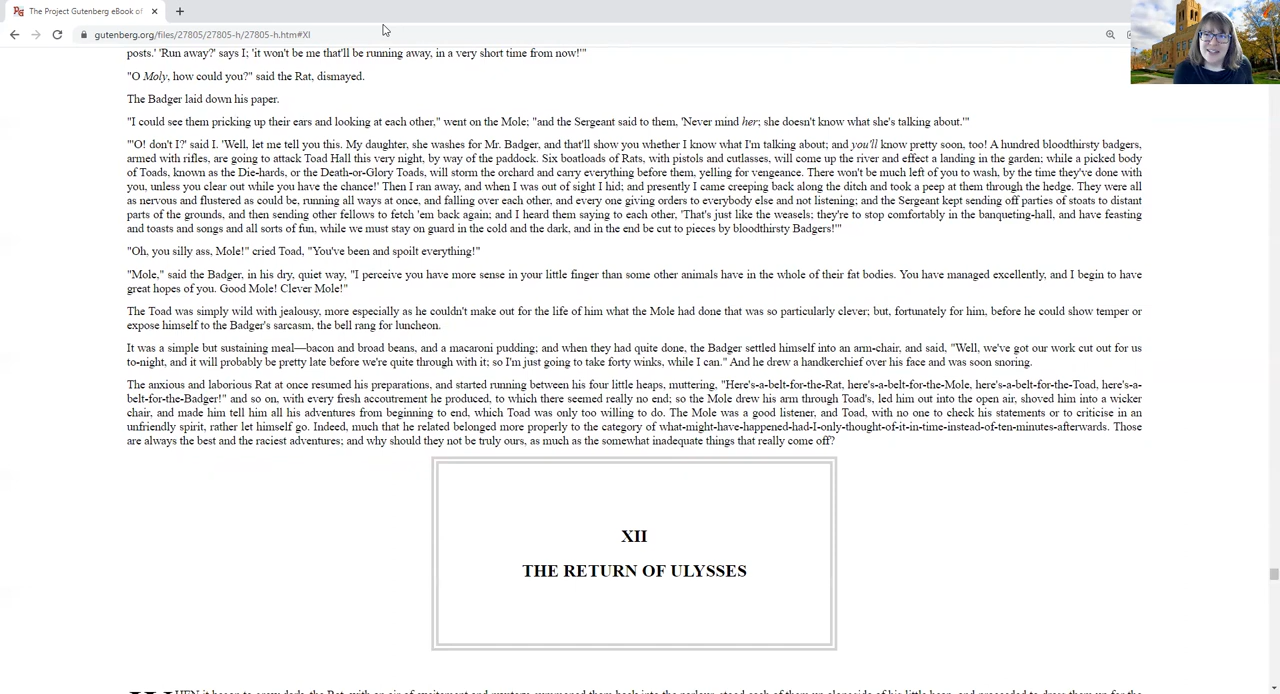 The Project Gutenberg eBook of
gutenberg.org/files/27805/27805-h/27805-h.htm#XI
posts.' 'Run away?' says I; 'it won't be me that'll be running away, in a very short time from now!'"
"O Moly, how could you?" said the Rat, dismayed.
The Badger laid down his paper.
"I could see them pricking up their ears and looking at each other," went on the Mole; "and the Sergeant said to them, 'Never mind her; she doesn't know what she's talking about.'"
"'O! don't I?' said I. 'Well, let me tell you this. My daughter, she washes for Mr. Badger, and that'll show you whether I know what I'm talking about; and you'll know pretty soon, too! A hundred bloodthirsty badgers,
armed with rifles, are going to attack Toad Hall this very night, by way of the paddock. Six boatloads of Rats, with pistols and cutlasses, will come up the river and effect a landing in the garden; while a picked body
of Toads, known as the Die-hards, or the Death-or-Glory Toads, will storm the orchard and carry everything before them, yelling for vengeance. There won't be much left of you to wash, by the time they've done with
you, unless you clear out while you have the chance!' Then I ran away, and when I was out of sight I hid; and presently I came creeping back along the ditch and took a peep at them through the hedge. They were all
as nervous and flustered as could be, running all ways at once, and falling over each other, and every one giving orders to everybody else and not listening; and the Sergeant kept sending off parties of stoats to distant
parts of the grounds, and then sending other fellows to fetch 'em back again; and I heard them saying to each other, 'That's just like the weasels; they're to stop comfortably in the banqueting-hall, and have feasting
and toasts and songs and all sorts of fun, while we must stay on guard in the cold and the dark, and in the end be cut to pieces by bloodthirsty Badgers!'"
"Oh, you silly ass, Mole!" cried Toad, "You've been and spoilt everything!"
"Mole," said the Badger, in his dry, quiet way, "I perceive you have more sense in your little finger than some other animals have in the whole of their fat bodies. You have managed excellently, and I begin to have
great hopes of you. Good Mole! Clever Mole!"
The Toad was simply wild with jealousy, more especially as he couldn't make out for the life of him what the Mole had done that was so particularly clever; but, fortunately for him, before he could show temper or
expose himself to the Badger's sarcasm, the bell rang for luncheon.
It was a simple but sustaining meal—bacon and broad beans, and a macaroni pudding; and when they had quite done, the Badger settled himself into an arm-chair, and said, "Well, we've got our work cut out for us
to-night, and it will probably be pretty late before we're quite through with it; so I'm just going to take forty winks, while I can." And he drew a handkerchief over his face and was soon snoring.
The anxious and laborious Rat at once resumed his preparations, and started running between his four little heaps, muttering, "Here's-a-belt-for-the-Rat, here's-a-belt-for-the-Mole, here's-a-belt-for-the-Toad, here's-a-
belt-for-the-Badger!" and so on, with every fresh accoutrement he produced, to which there seemed really no end; so the Mole drew his arm through Toad's, led him out into the open air, shoved him into a wicker
chair, and made him tell him all his adventures from beginning to end, which Toad was only too willing to do. The Mole was a good listener, and Toad, with no one to check his statements or to criticise in an
unfriendly spirit, rather let himself go. Indeed, much that he related belonged more properly to the category of what-might-have-happened-had-I-only-thought-of-it-in-time-instead-of-ten-minutes-afterwards. Those
are always the best and the raciest adventures; and why should they not be truly ours, as much as the somewhat inadequate things that really come off?
XII
THE RETURN OF ULYSSES